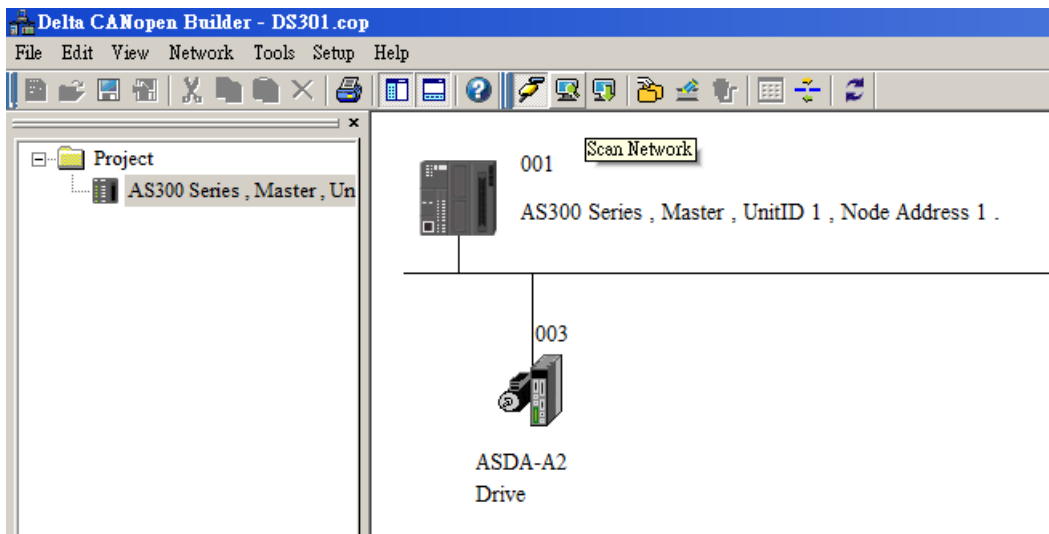 Delta CANopen Builder - DS301.cop
File Edit View Network Tools Setup Help
Project
AS300 Series , Master , Un
Scan Network
001
AS300 Series , Master , UnitID 1 , Node Address 1 .
003
ASDA-A2
Drive